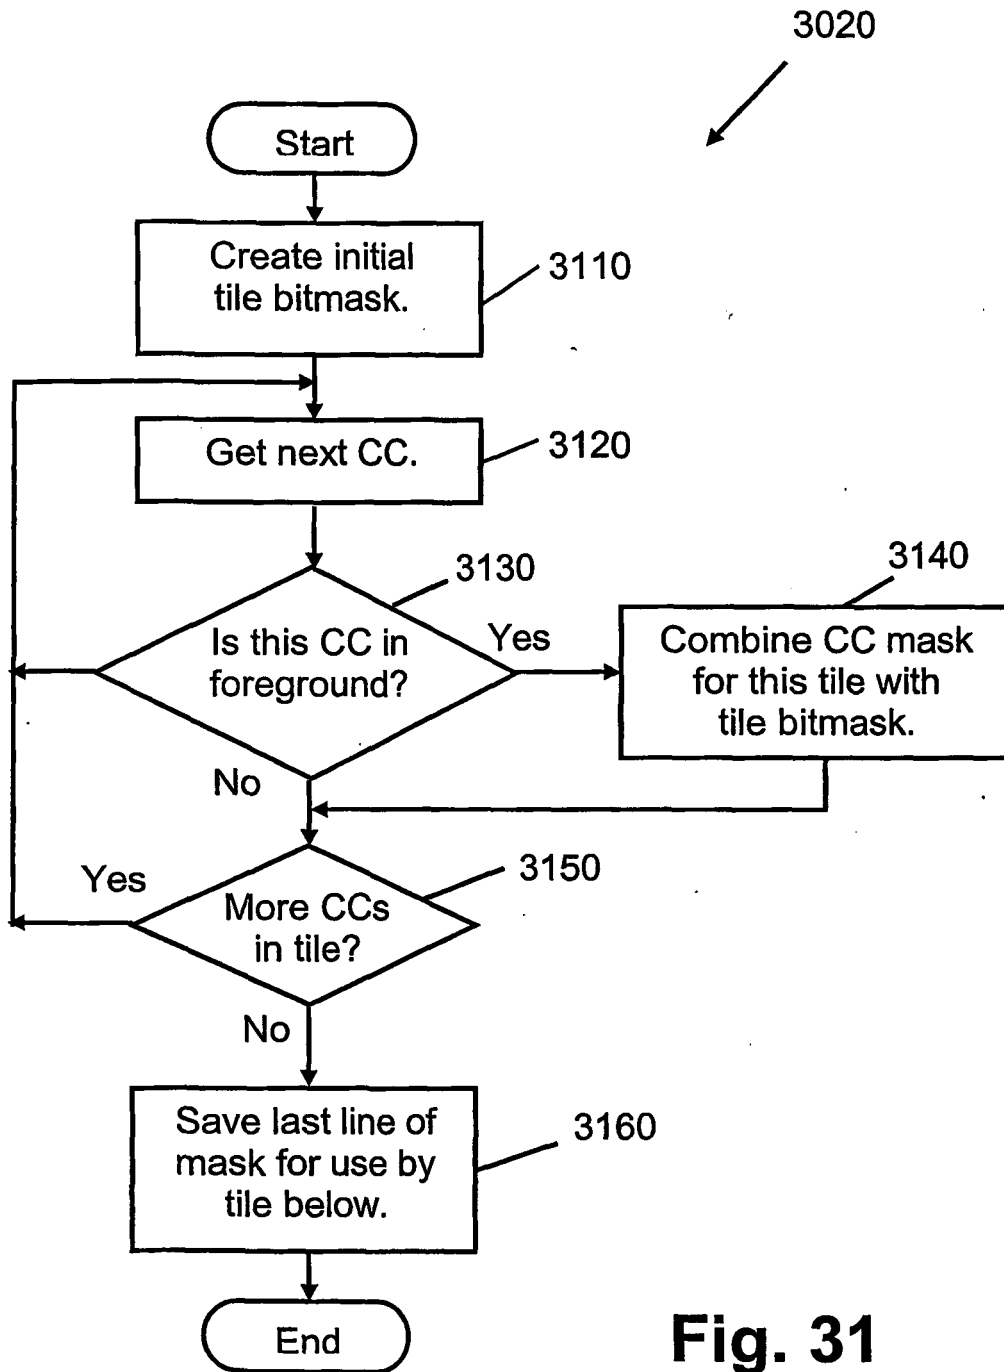 3020
Start
Create initial
tile bitmask.
3110
Get next CC.
3120
3130
Is this CC in
foreground?
Yes
3140
Combine CC mask
for this tile with
tile bitmask.
No
Yes
3150
More CCs
in tile?
No
Save last line of
mask for use by
tile below.
3160
End
Fig. 31